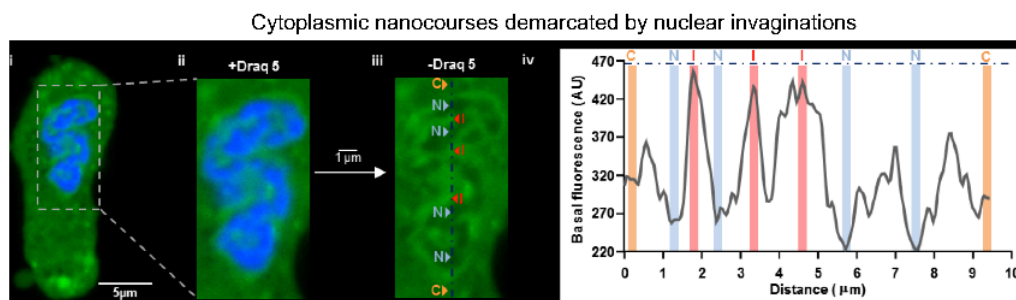 Cytoplasmic nanocourses demarcated by nuclear invaginations
i
5μm
ii
+Draq 5
1 μm
iii
-Draq 5
C
N
I
N
I
I
N
N
C
iv
C N I N I I N N C
Basal fluorescence (AU)
470
420
370
320
270
220
0 1 2 3 4 5 6 7 8 9 10
Distance (μm)